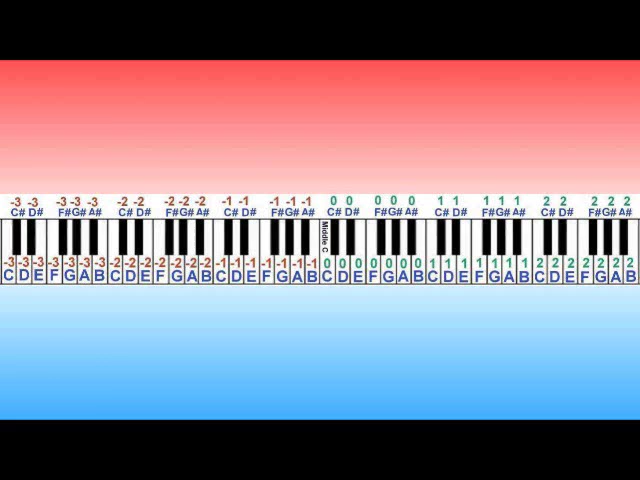 -3 -3 -3 -3 -3 -2 -2 -2 -2 -2 -1 -1 -1 -1 -1 0 0 0 0 0 1 1 1 1 1 2 2 2 2 2
C# D# F# G# A# C# D# F# G# A# C# D# F# G# A# C# D# F# G# A# C# D# F# G# A# C# D# F# G# A#
Middle C
-3 -3 -3 -3 -3 -3 -3 -2 -2 -2 -2 -2 -2 -2 -1 -1 -1 -1 -1 -1 -1 0 0 0 0 0 0 0 1 1 1 1 1 1 1 2 2 2 2 2 2 2
C D E F G A B C D E F G A B C D E F G A B C D E F G A B C D E F G A B C D E F G A B